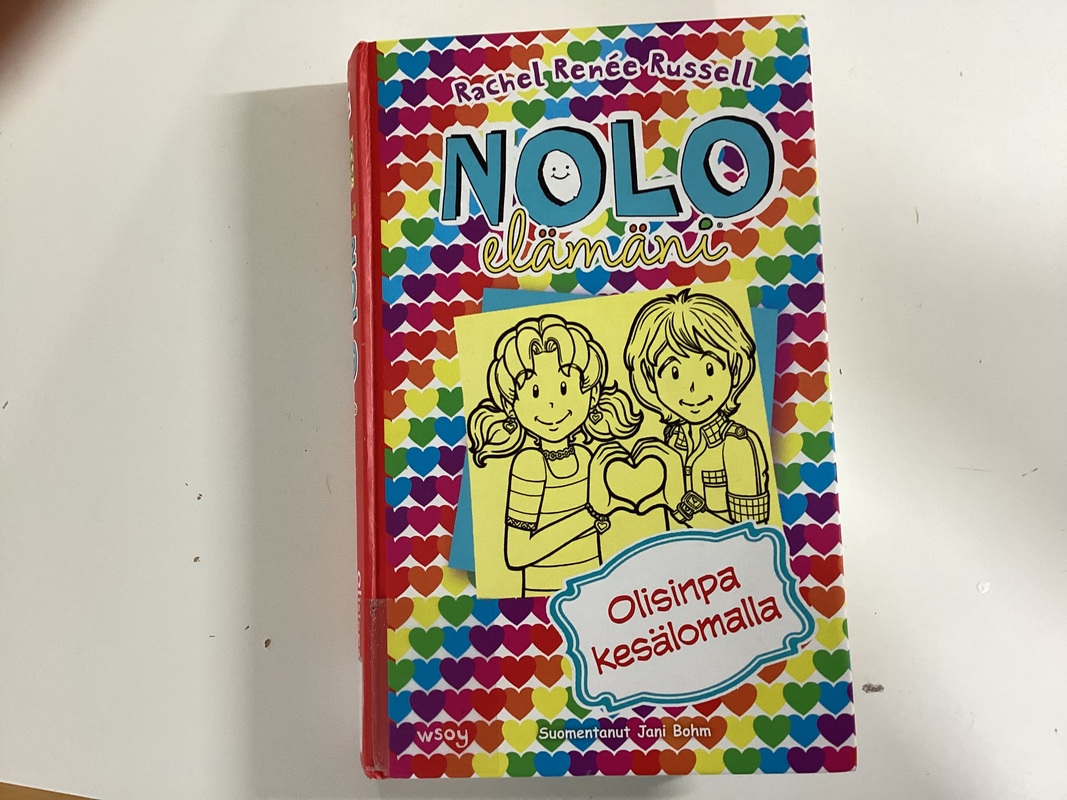 Rachel Renée Russell
NOLO
elämäni
Olisinpa
kesälomalla
wsoy
Suomentanut Jani Bohm